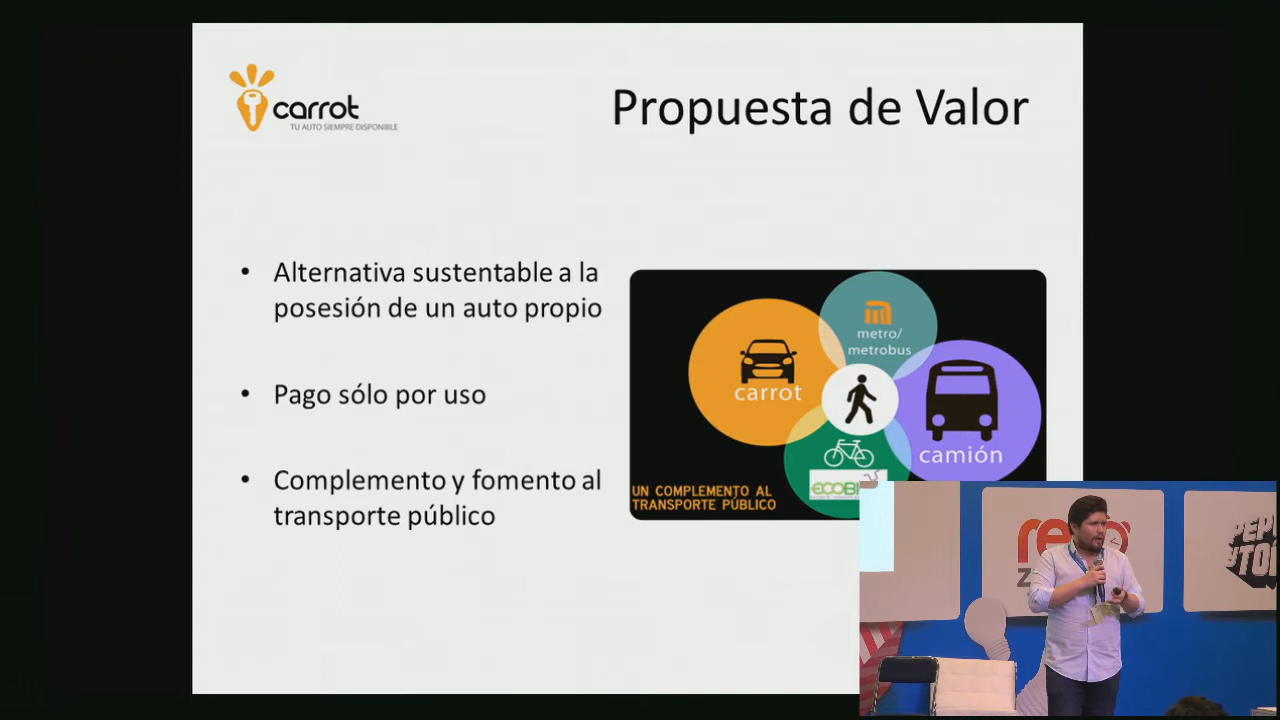 carrot
TU AUTO SIEMPRE DISPONIBLE
Propuesta de Valor
• Alternativa sustentable a la
posesión de un auto propio
• Pago sólo por uso
• Complemento y fomento al
transporte público
metro/
metrobus
carrot
camión
UN COMPLEMENTO AL
TRANSPORTE PÚBLICO